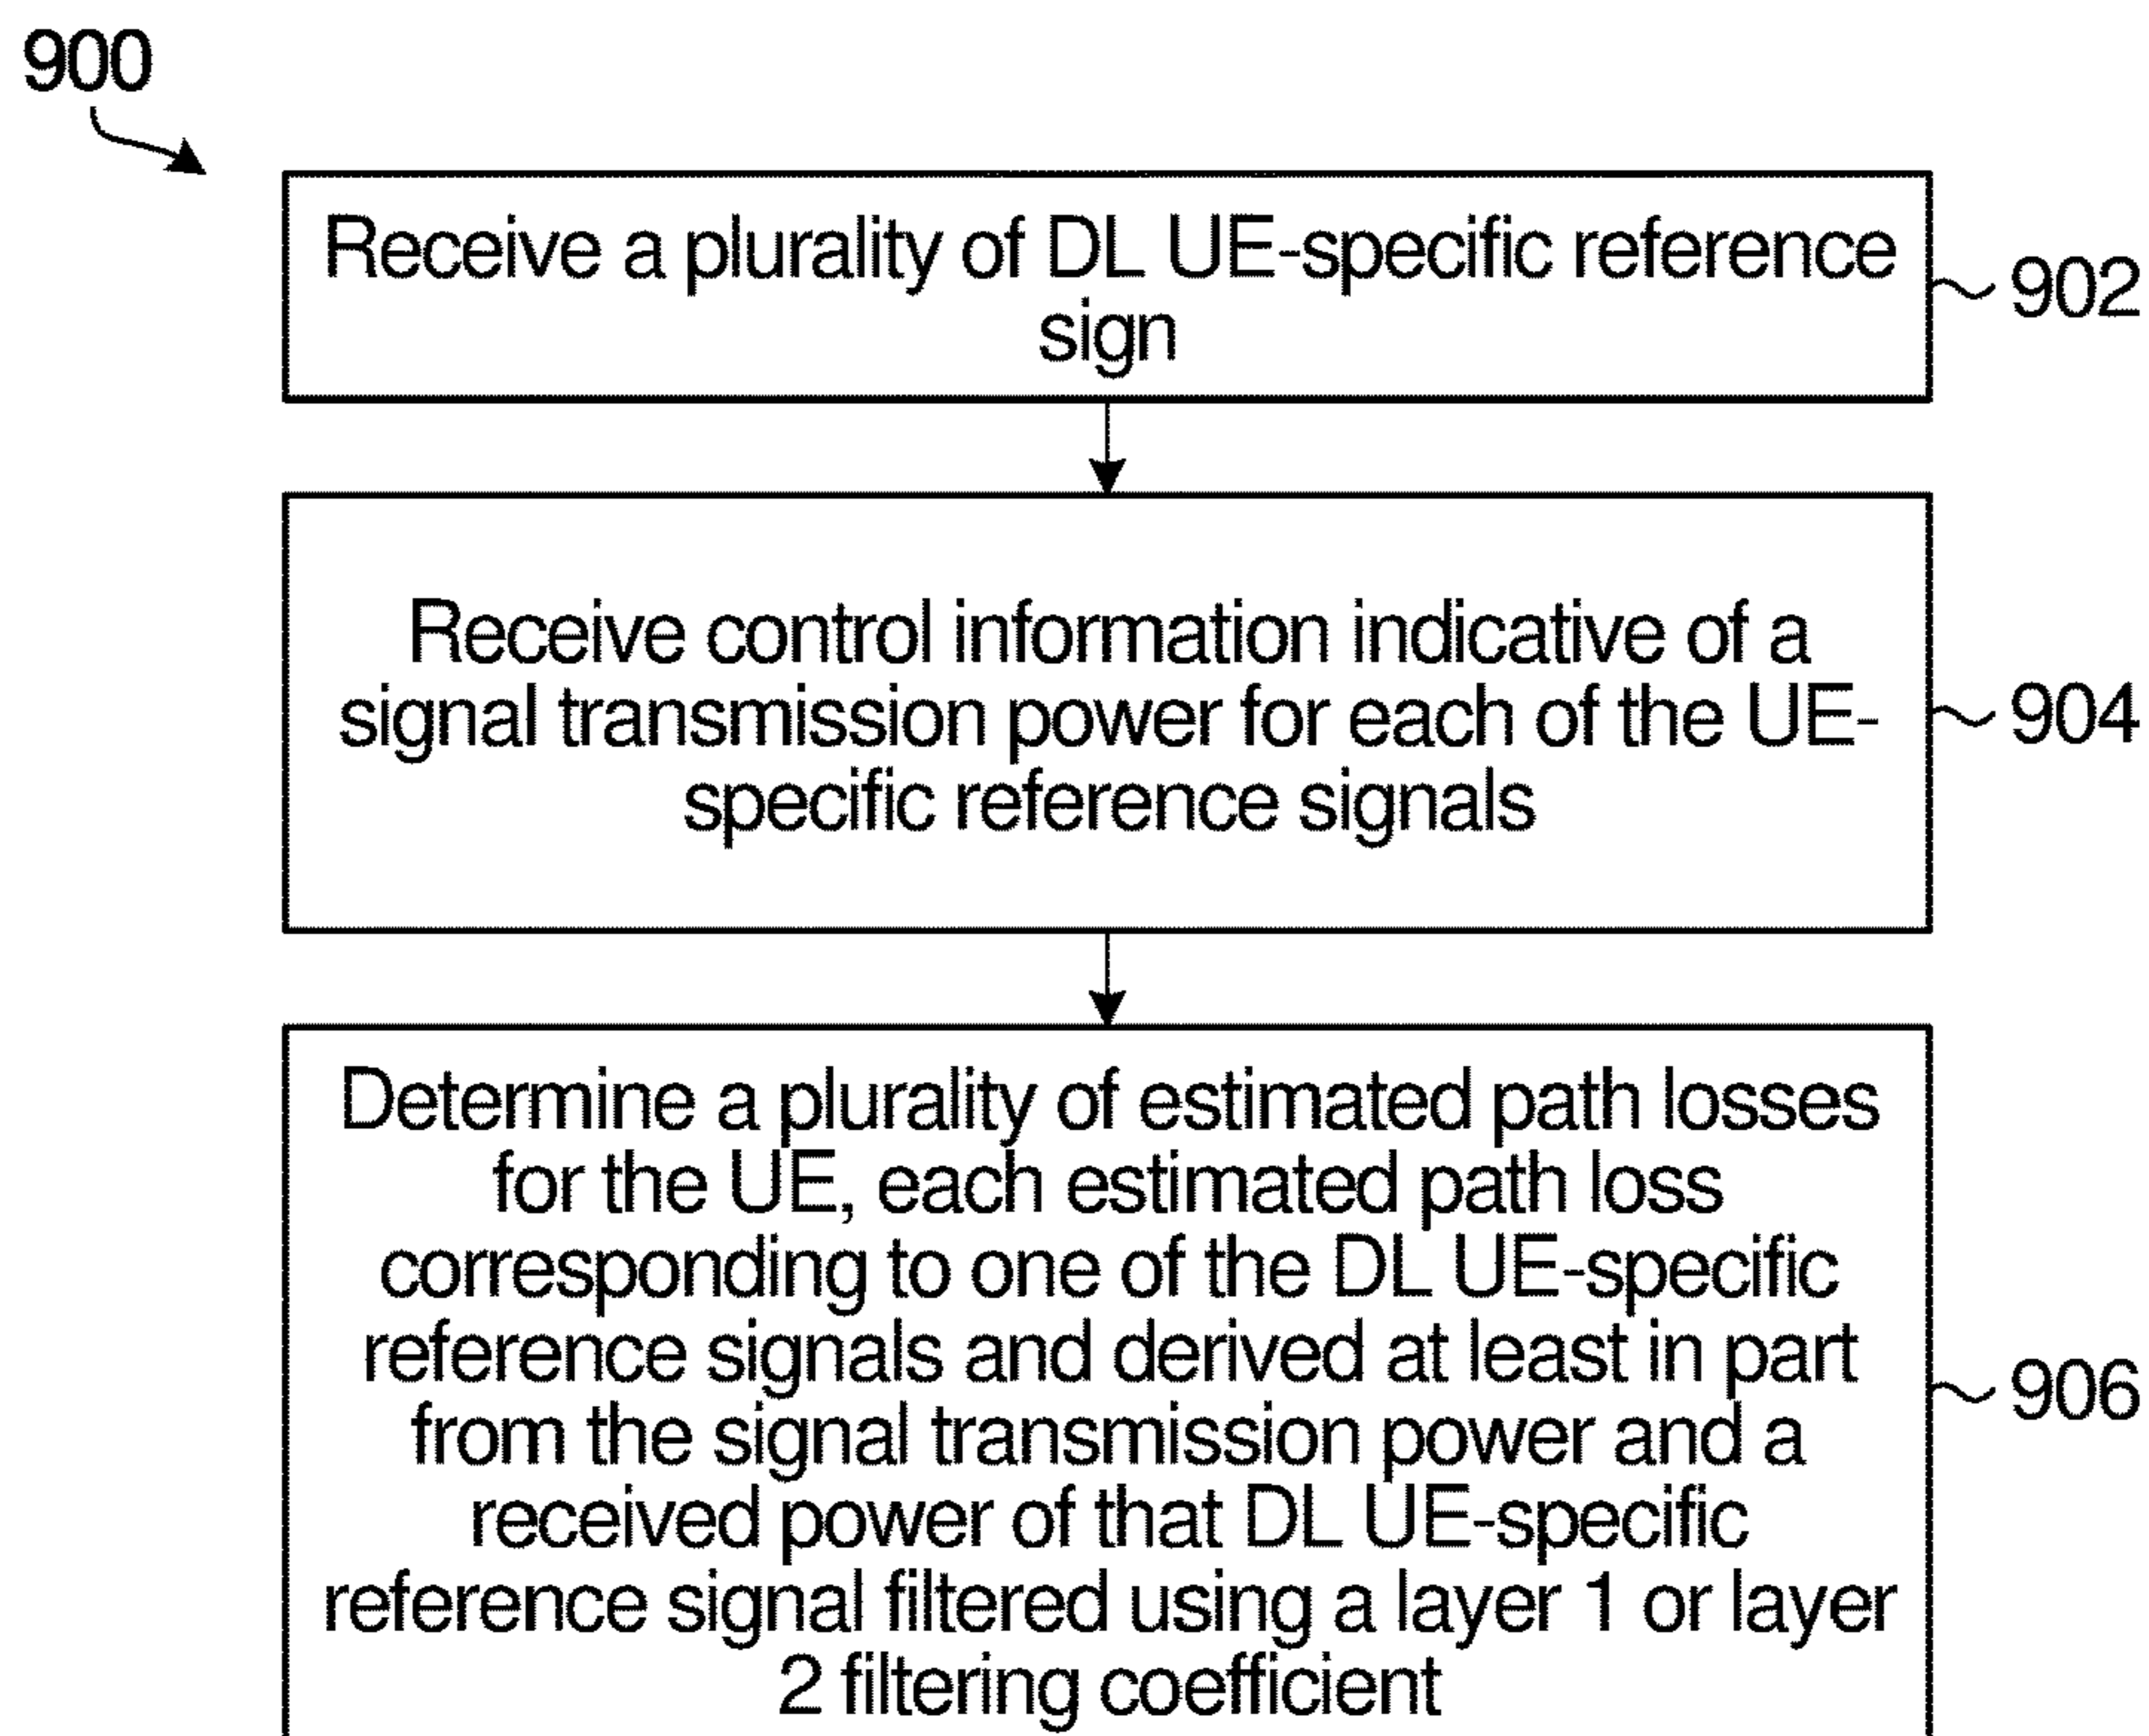 900
Receive a plurality of DL UE-specific reference
sign
902
Receive control information indicative of a
signal transmission power for each of the UE-
specific reference signals
904
Determine a plurality of estimated path losses
for the UE, each estimated path loss
corresponding to one of the DL UE-specific
reference signals and derived at least in part
from the signal transmission power and a
received power of that DL UE-specific
reference signal filtered using a layer 1 or layer
2 filtering coefficient
906